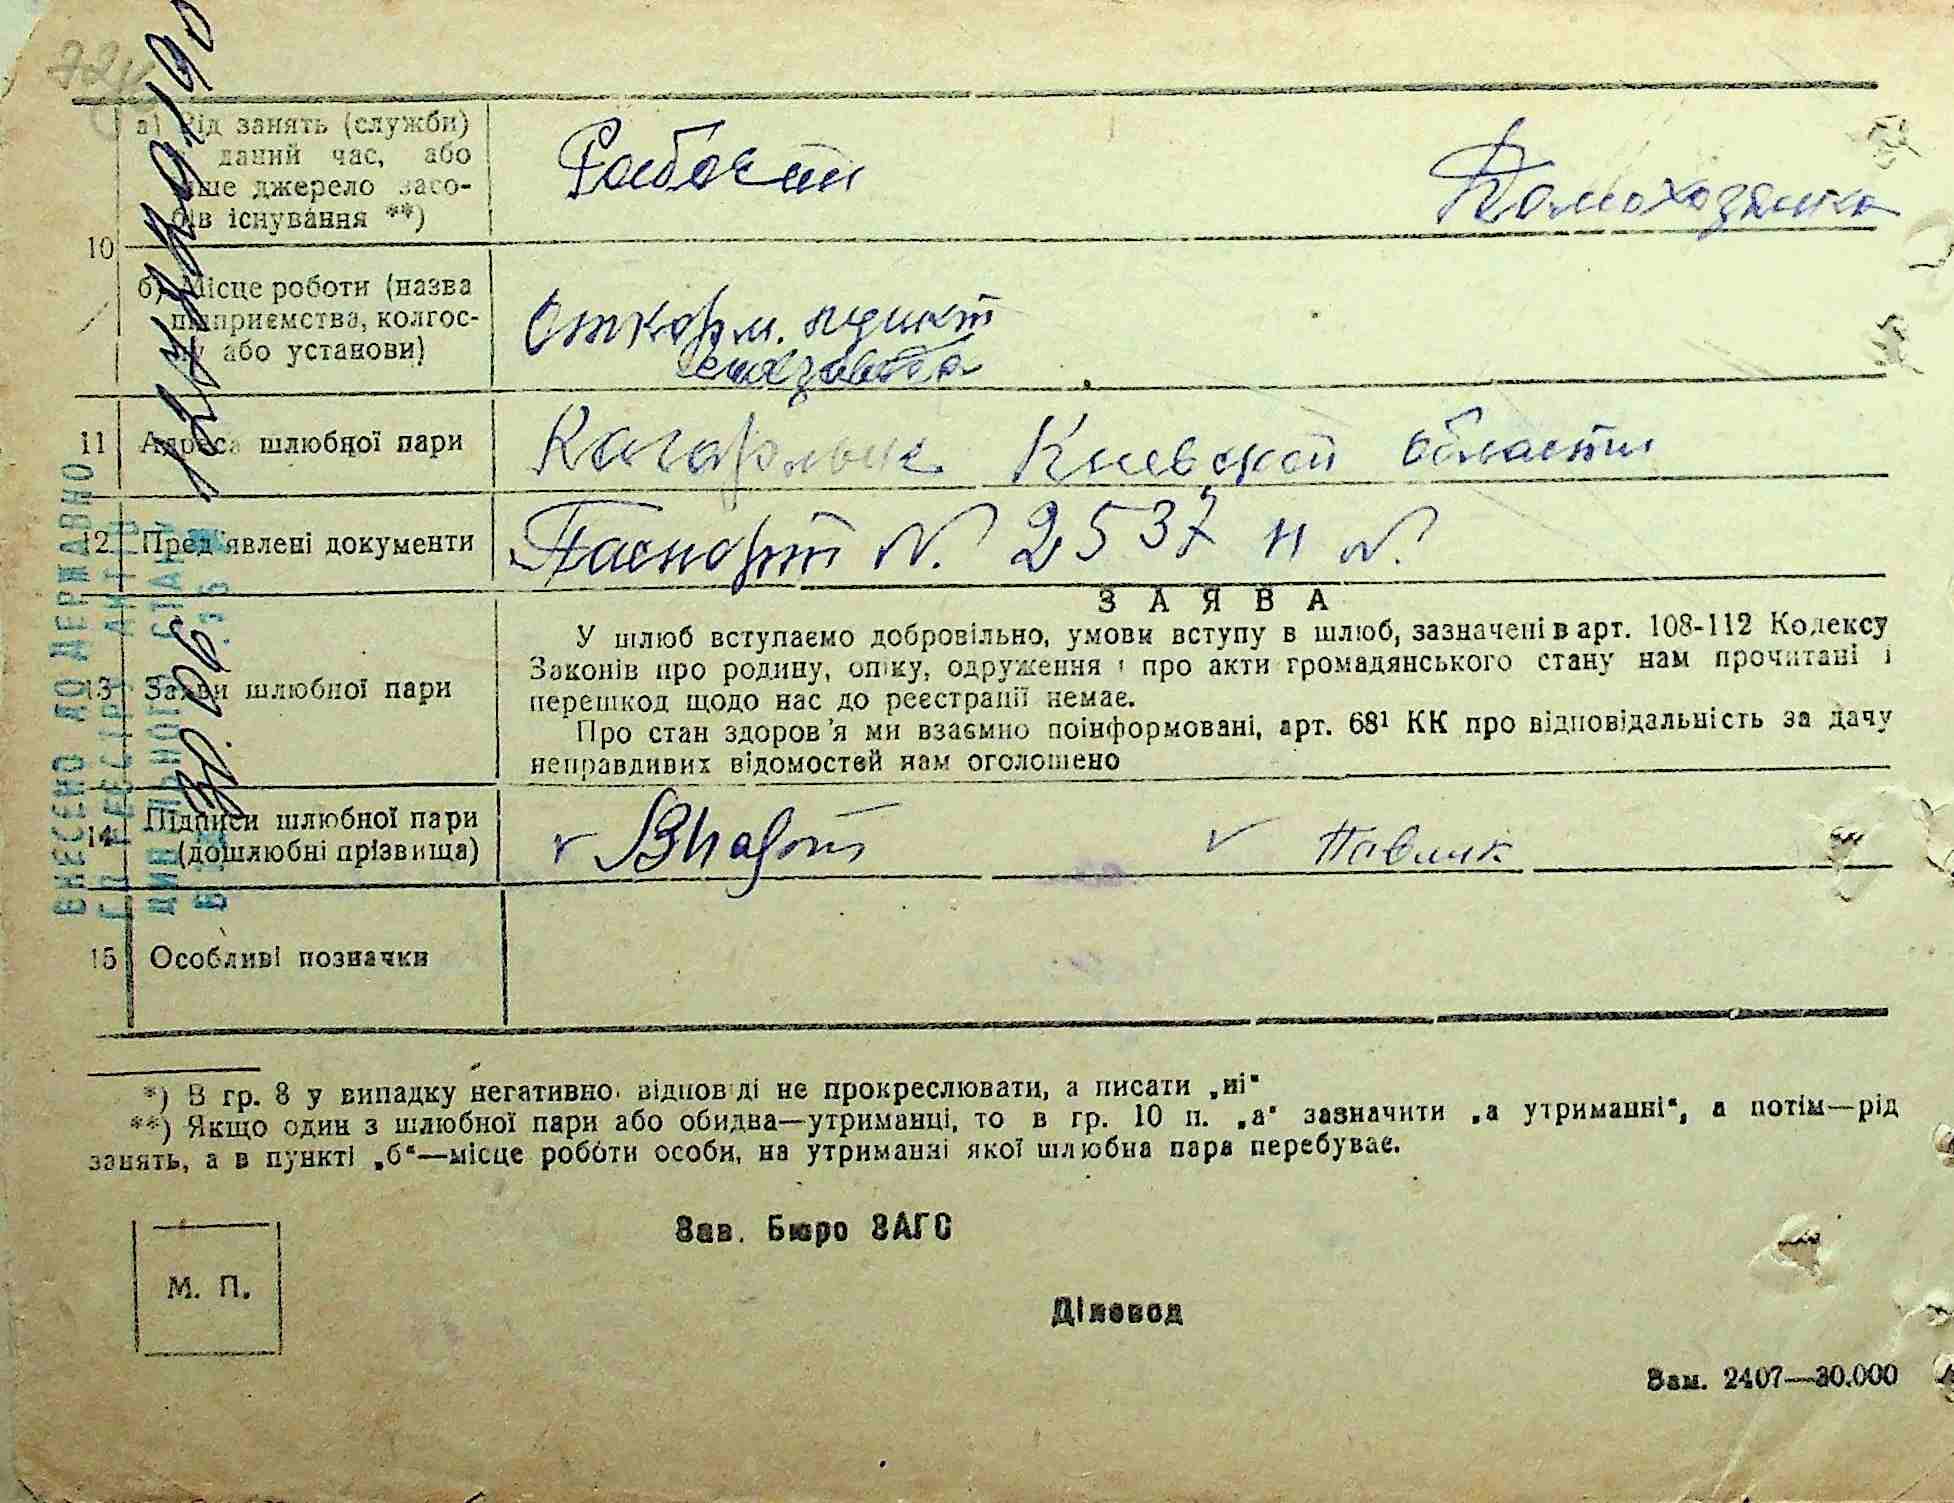 а) Рід занять (служби)
даний час, або
інше джерело засо-
бів існування **)
Рабочий
Домохозяйка
10
б) Місце роботи (назва
підприємства, колгос-
пу або установи)
Откорм. пункт
11 Адреса шлюбної пари
Кагарлык Киевской области
12 Пред'явлені документи
Паспорт N. 2537 и N.
13 Заяви шлюбної пари
ЗАЯВА
У шлюб вступаємо добровільно, умови вступу в шлюб, зазначені в арт. 108-112 Кодексу
Законів про родину, опіку, одруження і про акти громадянського стану нам прочитані і
перешкод щодо нас до реєстрації немає.
Про стан здоров'я ми взаємно поінформовані, арт. 68¹ КК про відповідальність за дачу
неправдивих відомостей нам оголошено
14 Підписи шлюбної пари
(дошлюбні прізвища)
Павлик
15 Особливі позначки
ВНЕСЕНО ДО ДЕРЖАВНО
*) В гр. 8 у випадку негативно, відповіді не прокреслювати, а писати „ні“
**) Якщо один з шлюбної пари або обидва—утриманці, то в гр. 10 п. „а“ зазначити „а утриманні“, а потім—рід
занять, а в пункті „б“—місце роботи особи, на утриманні якої шлюбна пара перебуває.
Зав. Бюро ЗАГС
М. П.
Діловод
Зам. 2407—30.000